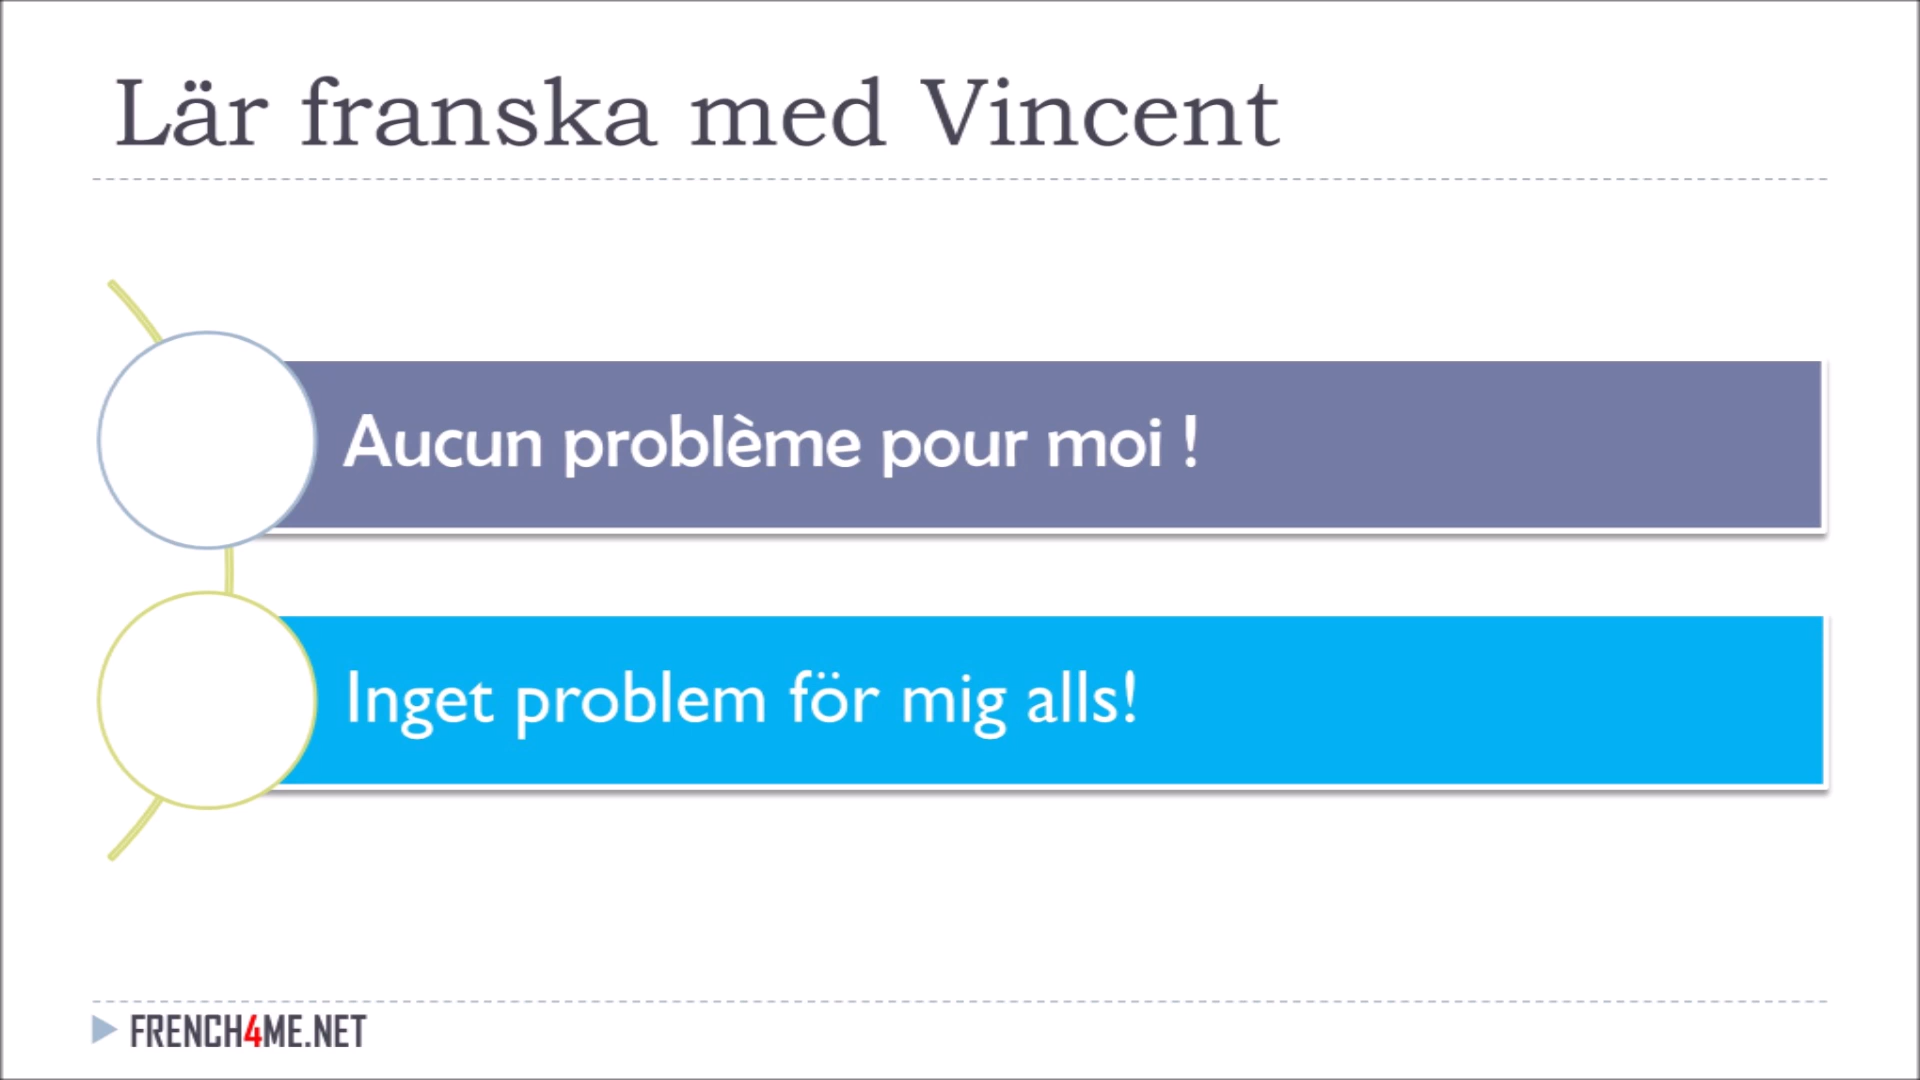 Lär franska med Vincent
Aucun problème pour moi !
Inget problem för mig alls!
FRENCH4ME.NET